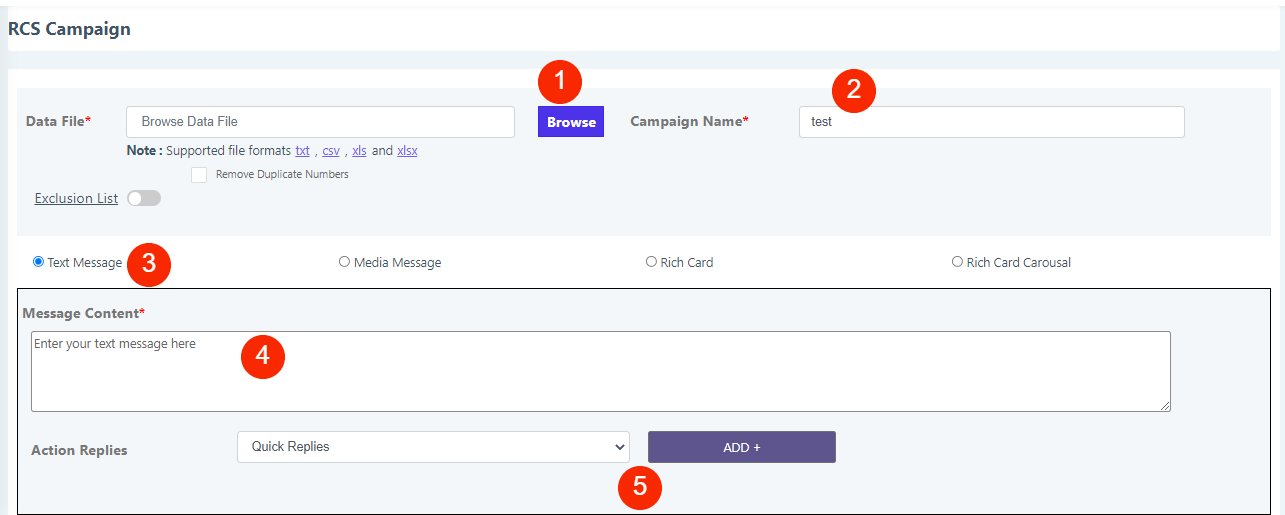 RCS Campaign
1
2
Data File* Browse Data File Browse Campaign Name* test
Note : Supported file formats txt , csv , xls and xlsx
Remove Duplicate Numbers
Exclusion List
Text Message 3 Media Message Rich Card Rich Card Carousal
Message Content*
Enter your text message here
4
Action Replies Quick Replies ADD +
5